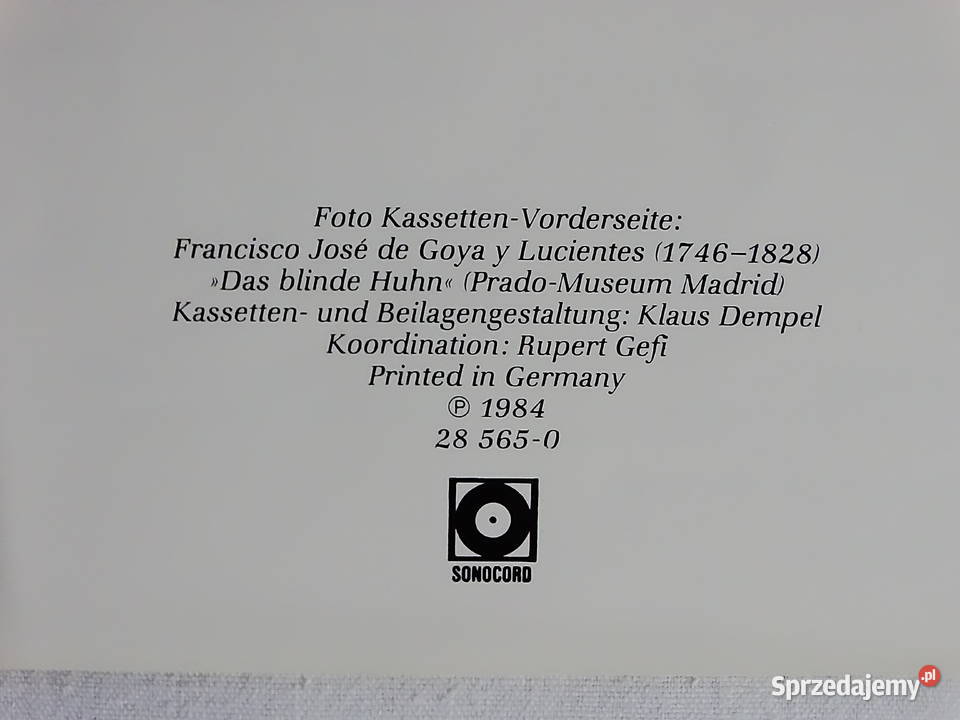 Foto Kassetten-Vorderseite:
Francisco José de Goya y Lucientes (1746–1828)
»Das blinde Huhn« (Prado-Museum Madrid)
Kassetten- und Beilagengestaltung: Klaus Dempel
Koordination: Rupert Gefi
Printed in Germany
℗ 1984
28 565-0
SONOCORD
Sprzedajemy.pl